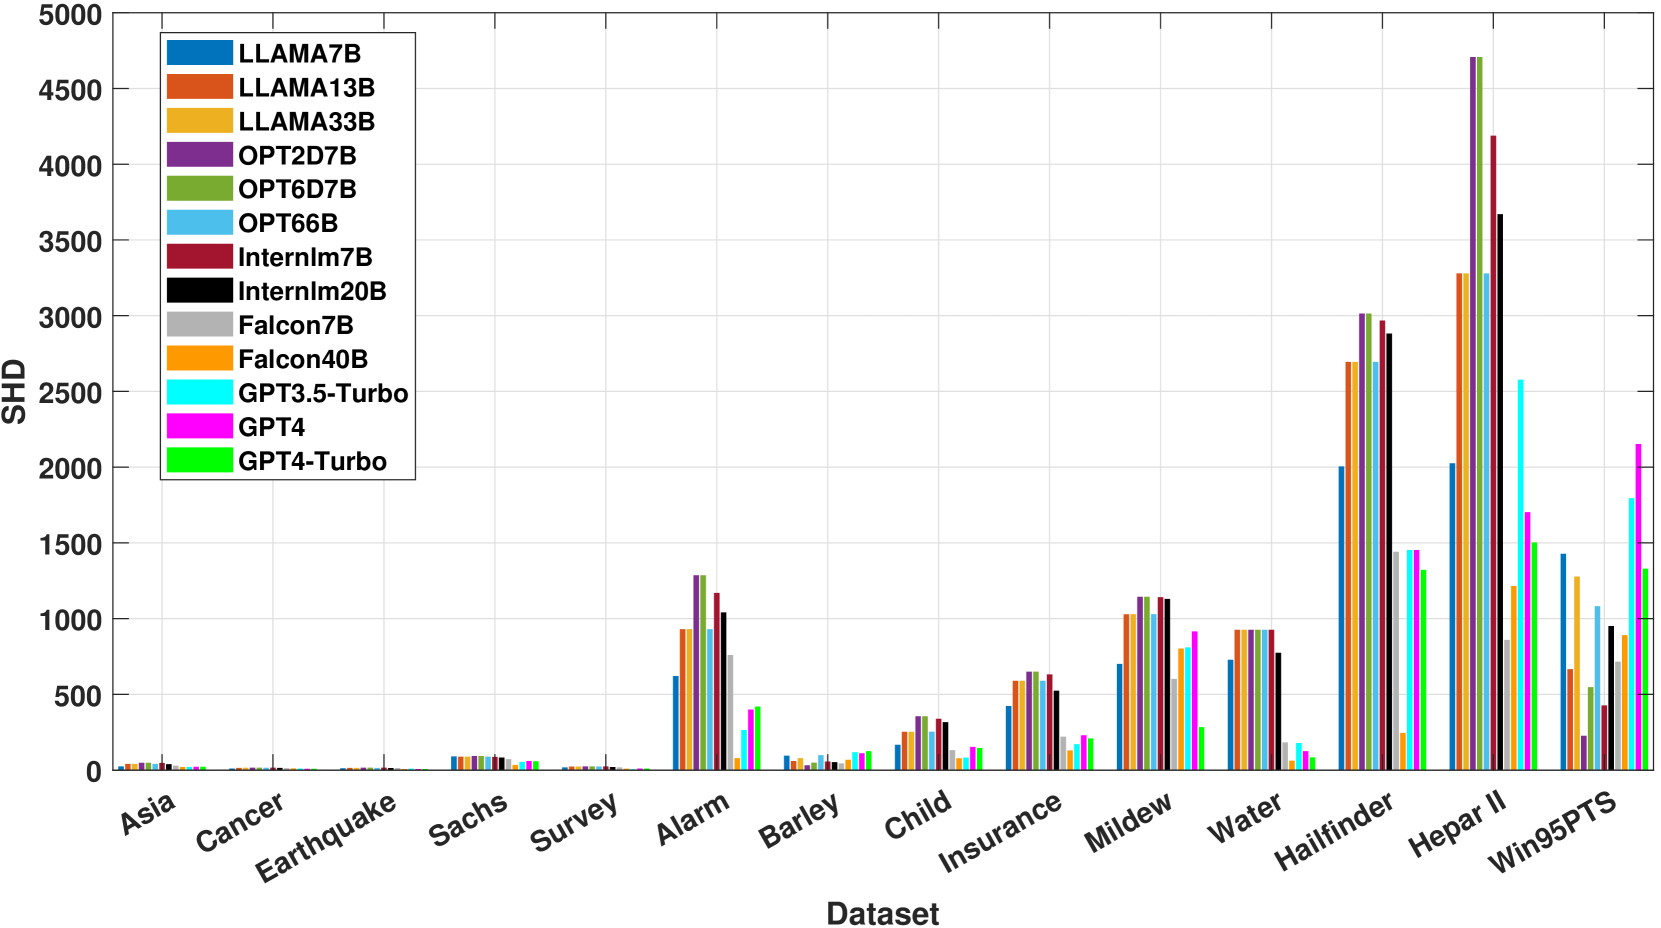 5000
4500
4000
3500
3000
2500
2000
1500
1000
500
0
SHD
LLAMA7B
LLAMA13B
LLAMA33B
OPT2D7B
OPT6D7B
OPT66B
Internlm7B
Internlm20B
Falcon7B
Falcon40B
GPT3.5-Turbo
GPT4
GPT4-Turbo
Asia
Cancer
Earthquake
Sachs
Survey
Alarm
Barley
Child
Insurance
Mildew
Water
Hailfinder
Hepar II
Win95PTS
Dataset